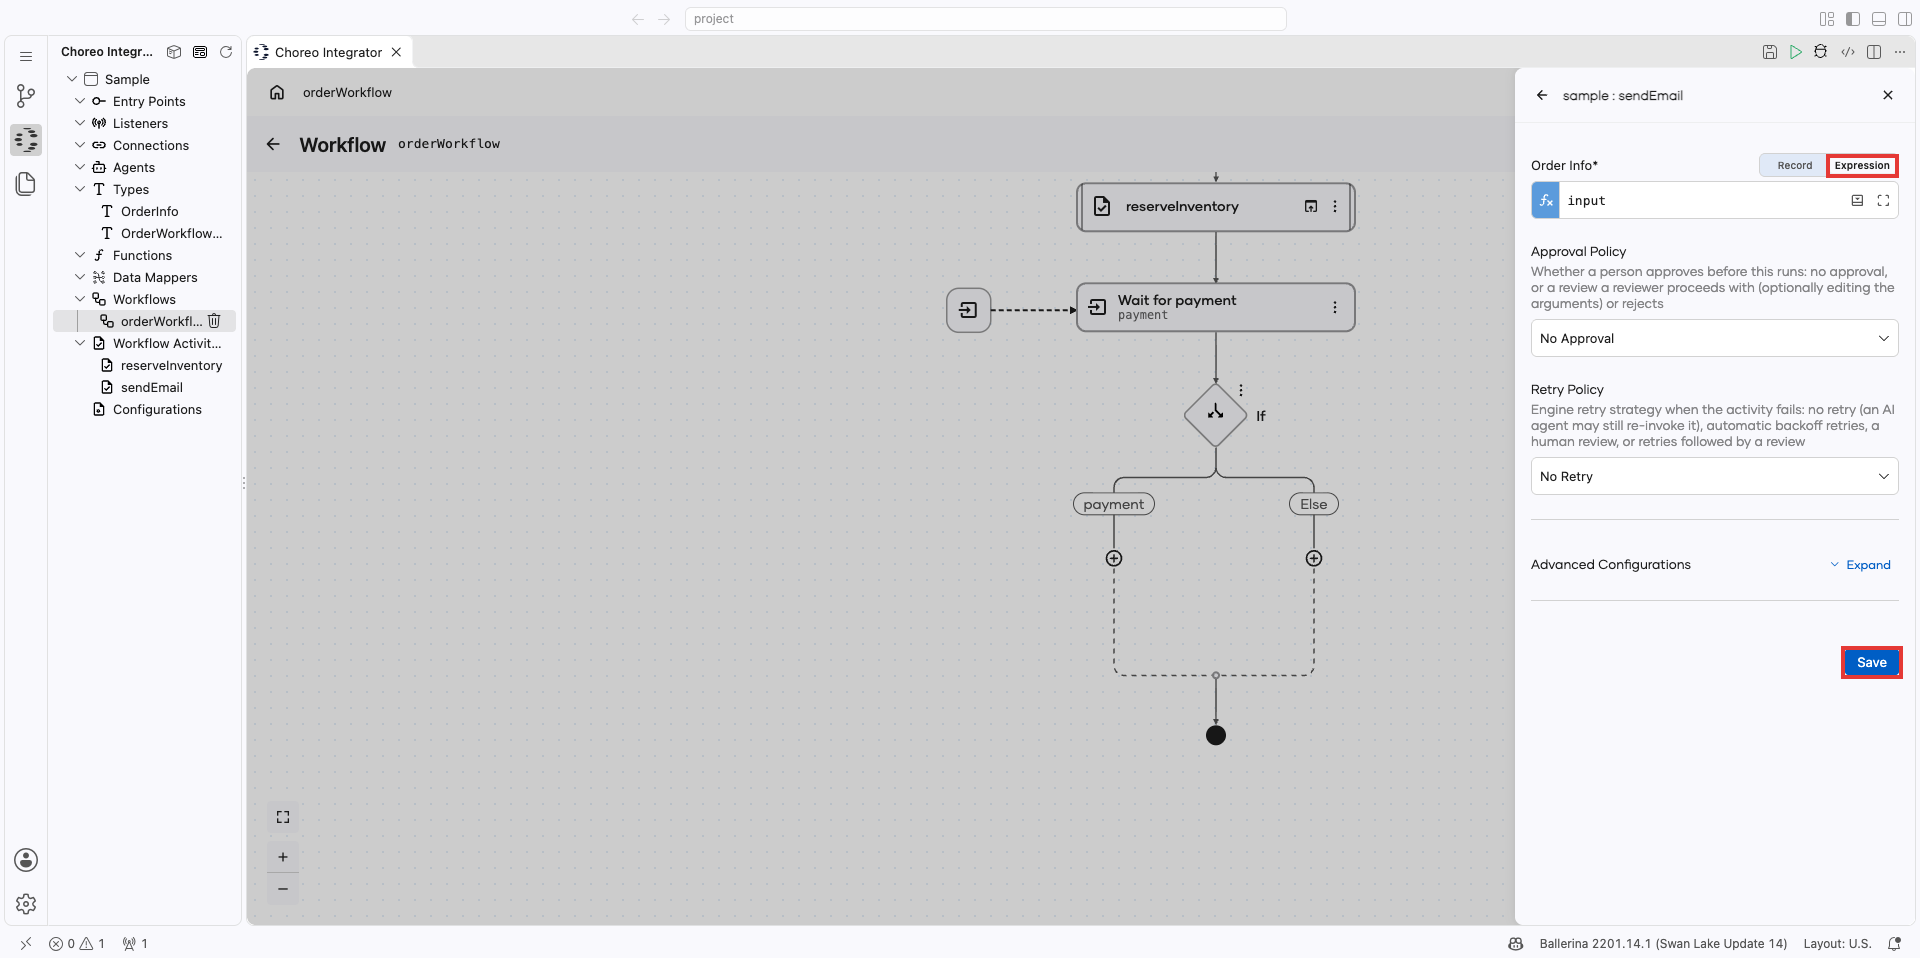 project
Choreo Integr...
Choreo Integrator
Sample
Entry Points
Listeners
Connections
Agents
Types
OrderInfo
OrderWorkflow...
Functions
Data Mappers
Workflows
orderWorkfl...
Workflow Activit...
reserveInventory
sendEmail
Configurations
orderWorkflow
Workflow orderWorkflow
reserveInventory
Wait for payment
payment
If
payment
Else
sample : sendEmail
Order Info*
Record
Expression
fx
input
Approval Policy
Whether a person approves before this runs: no approval,
or a review a reviewer proceeds with (optionally editing the
arguments) or rejects
No Approval
Retry Policy
Engine retry strategy when the activity fails: no retry (an AI
agent may still re-invoke it), automatic backoff retries, a
human review, or retries followed by a review
No Retry
Advanced Configurations
Expand
Save
0 1 1
Ballerina 2201.14.1 (Swan Lake Update 14)
Layout: U.S.